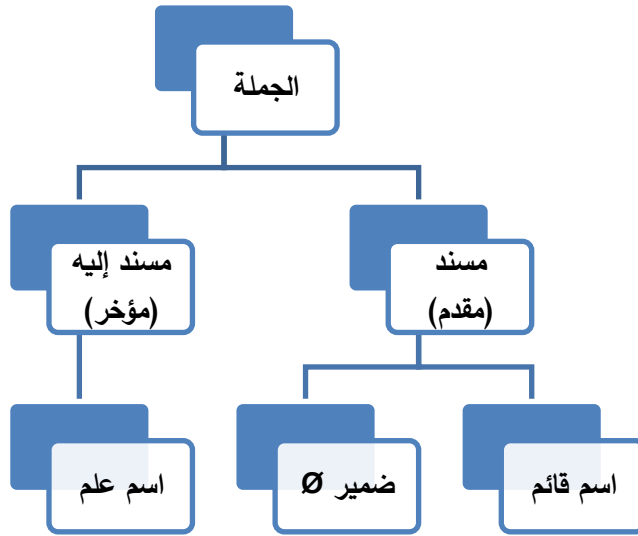 الجملة
مسند
(مقدم)
مسند إليه
(مؤخر)
اسم قائم
ضمير Ø
اسم علم